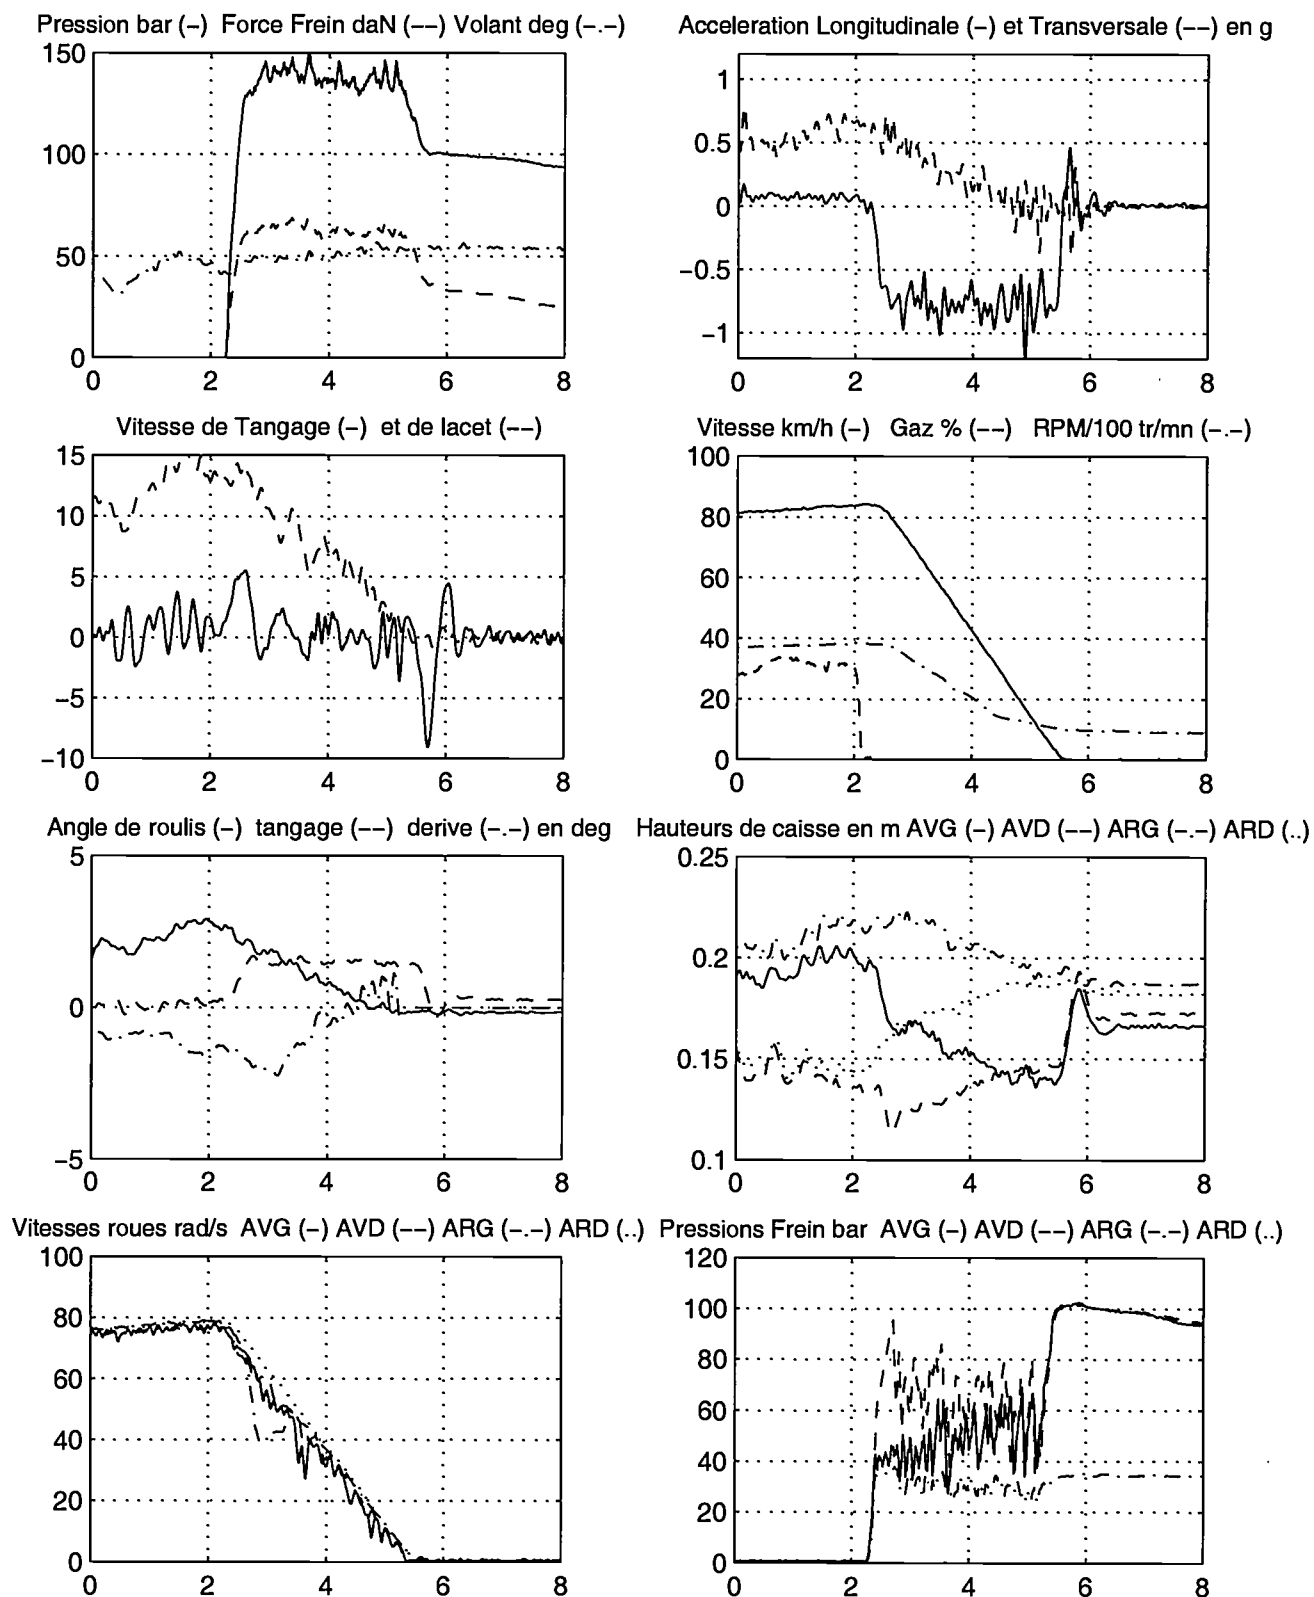 Pression bar (−) Force Frein daN (−−) Volant deg (−.−)
150
100
50
0
0 2 4 6 8
Acceleration Longitudinale (−) et Transversale (−−) en g
1
0.5
0
−0.5
−1
0 2 4 6 8
Vitesse de Tangage (−) et de lacet (−−)
15
10
5
0
−5
−10
0 2 4 6 8
Vitesse km/h (−) Gaz % (−−) RPM/100 tr/mn (−.−)
100
80
60
40
20
0
0 2 4 6 8
Angle de roulis (−) tangage (−−) derive (−.−) en deg
5
0
−5
0 2 4 6 8
Hauteurs de caisse en m AVG (−) AVD (−−) ARG (−.−) ARD (..)
0.25
0.2
0.15
0.1
0 2 4 6 8
Vitesses roues rad/s AVG (−) AVD (−−) ARG (−.−) ARD (..)
100
80
60
40
20
0
0 2 4 6 8
Pressions Frein bar AVG (−) AVD (−−) ARG (−.−) ARD (..)
120
100
80
60
40
20
0
0 2 4 6 8